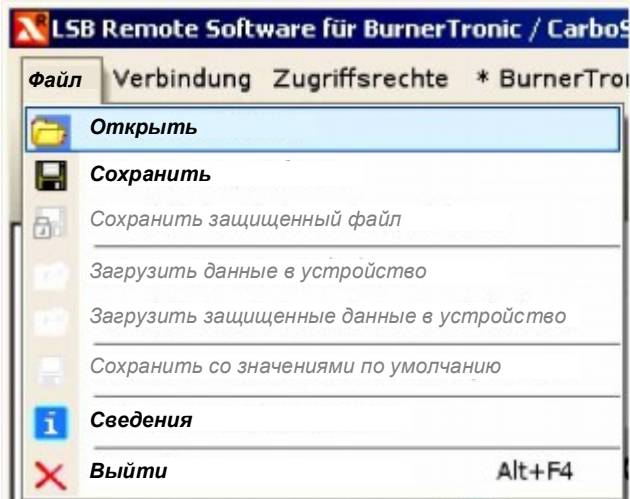 LSB Remote Software für BurnerTronic / Carbo
Файл Verbindung Zugriffsrechte * BurnerTro
Открыть
Сохранить
Сохранить защищенный файл
Загрузить данные в устройство
Загрузить защищенные данные в устройство
Сохранить со значениями по умолчанию
Сведения
Выйти Alt+F4